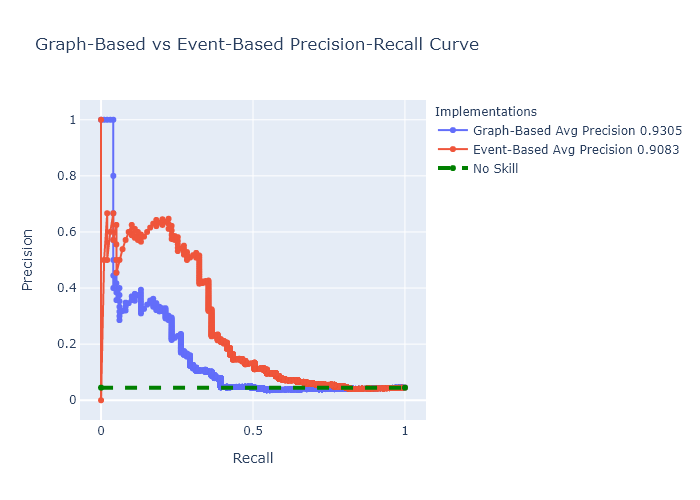 Graph-Based vs Event-Based Precision-Recall Curve
Implementations
Graph-Based Avg Precision 0.9305
Event-Based Avg Precision 0.9083
No Skill
Precision
1
0.8
0.6
0.4
0.2
0
0
0.5
1
Recall